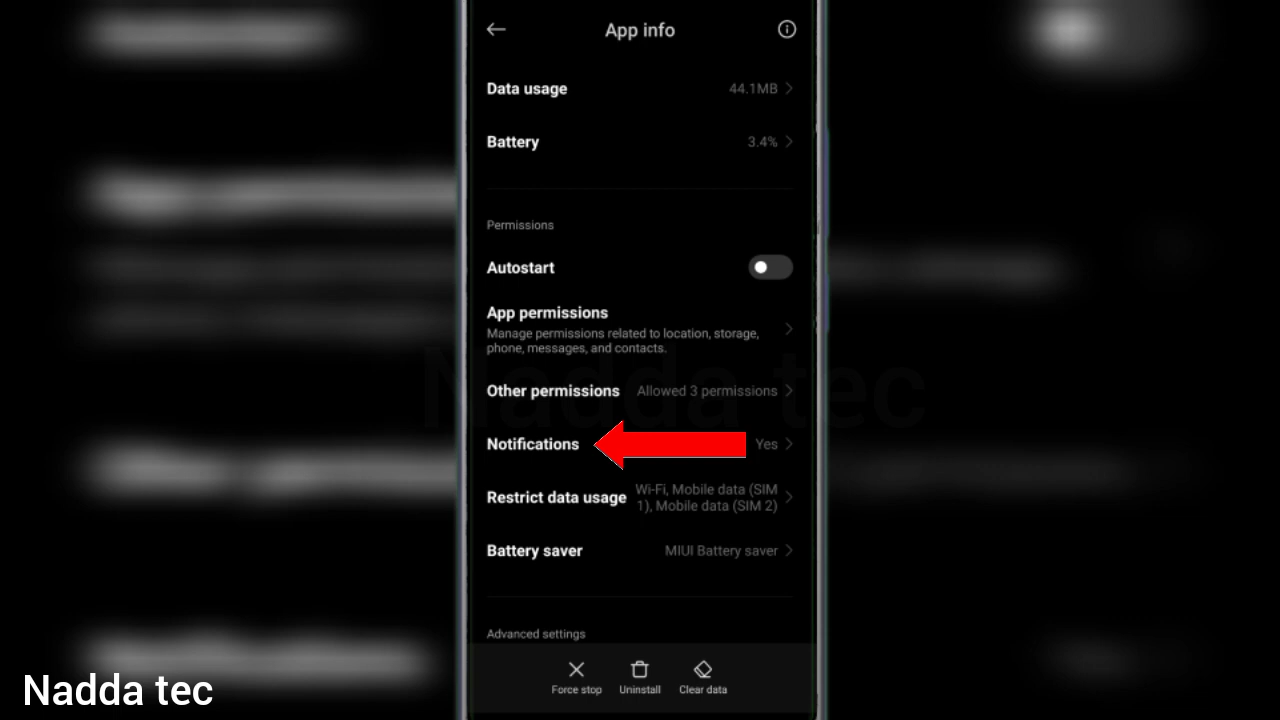 App info
Data usage 44.1MB
Battery 3.4%
Permissions
Autostart
App permissions
Manage permissions related to location, storage,
phone, messages, and contacts.
Other permissions Allowed 3 permissions
Nadda tec
Notifications Yes
Restrict data usage Wi-Fi, Mobile data (SIM
1), Mobile data (SIM 2)
Battery saver MIUI Battery saver
Advanced settings
Force stop Uninstall Clear data
Nadda tec